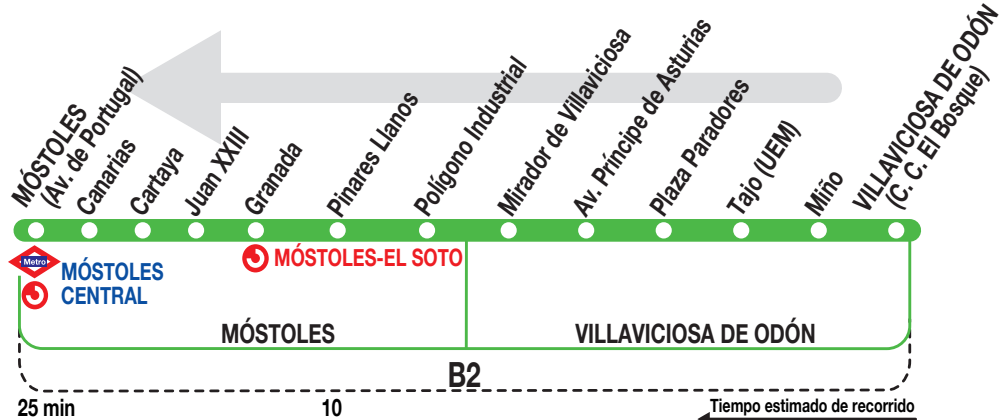 MÓSTOLES
(Av. de Portugal)
Canarias
Cartaya
Juan XXIII
Granada
Pinares Llanos
Polígono Industrial
Mirador de Villaviciosa
Av. Príncipe de Asturias
Plaza Paradores
Tajo (UEM)
Miño
VILLAVICIOSA DE ODÓN
(C. C. El Bosque)
Metro
MÓSTOLES
CENTRAL
MÓSTOLES-EL SOTO
MÓSTOLES
VILLAVICIOSA DE ODÓN
B2
25 min
10
Tiempo estimado de recorrido